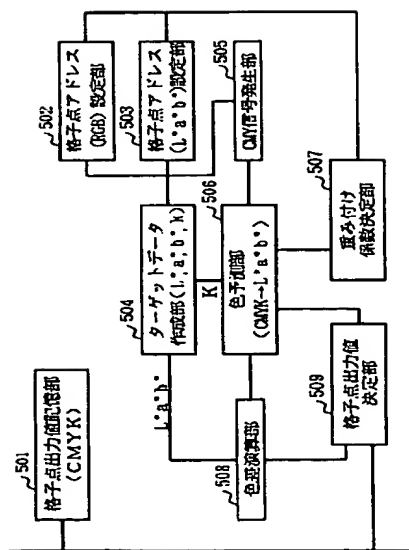 501
格子点出力値記憶部
(CMYK)
502
格子点アドレス
(RGB)設定部
503
格子点アドレス
(L*a*b*)設定部
504
ターゲットデータ
作成部(L*,a*,b*,K)
505
CMY信号発生部
506
色予測部
(CMYK→L*a*b*)
507
重み付け
係数決定部
508
色差演算部
509
格子点出力値
決定部
L*a*b*
K